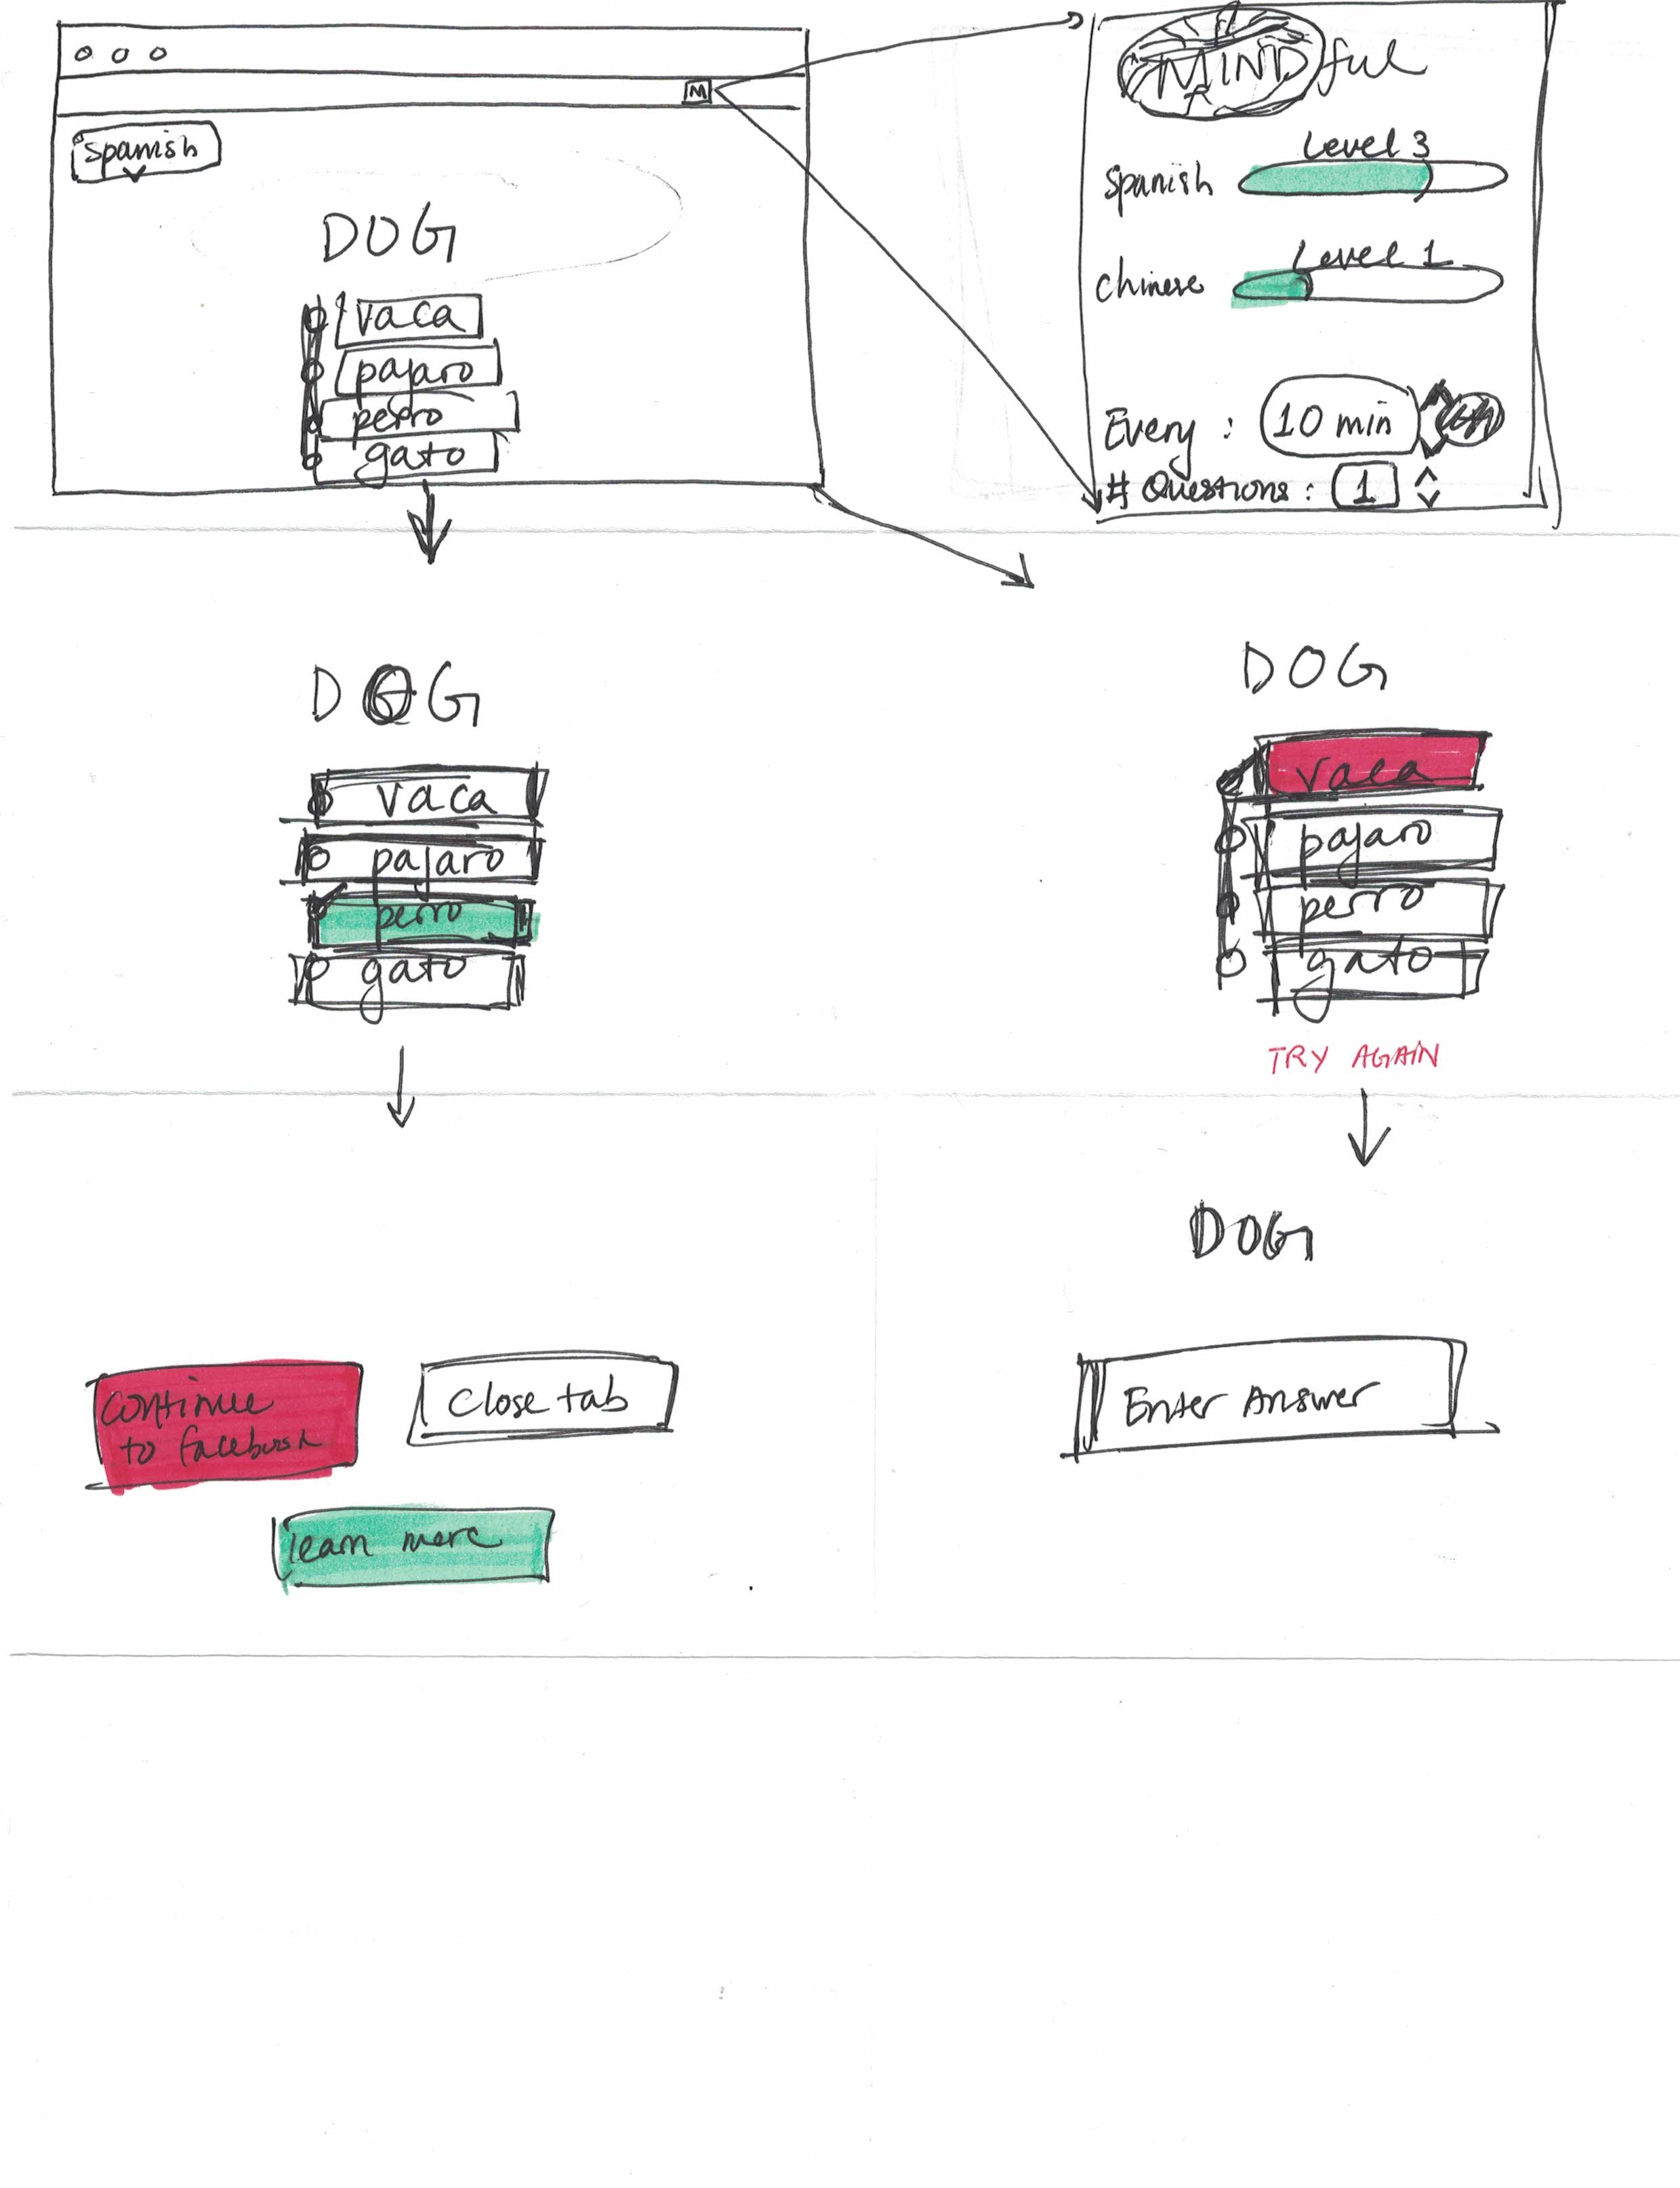 M
spanish
DOG
vaca
pajaro
perro
gato
MINDful
Level 3
spanish
Level 1
chinese
Every : 10 min
# Questions : 1
DOG
vaca
pajaro
perro
gato
DOG
vaca
pajaro
perro
gato
TRY AGAIN
continue
to facebook
close tab
learn more
DOG
Enter Answer